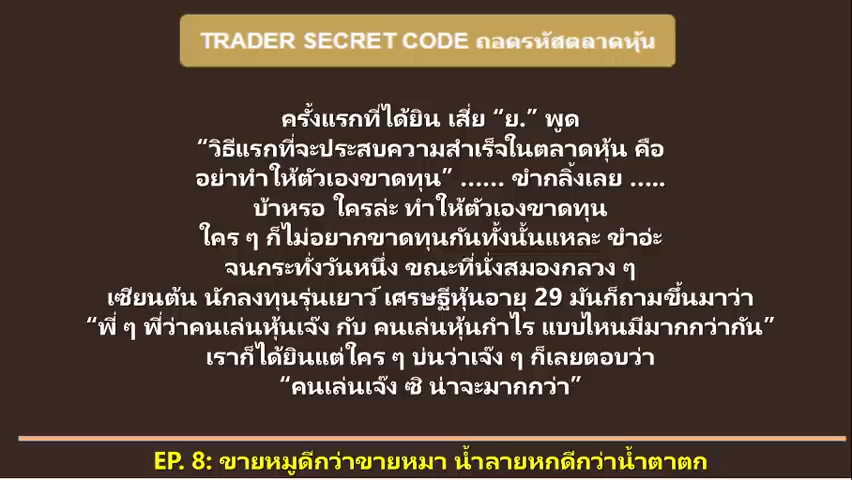 TRADER SECRET CODE ถอดรหัสตลาดหุ้น
ครั้งแรกที่ได้ยิน เสี่ย “ย.” พูด
“วิธีแรกที่จะประสบความสำเร็จในตลาดหุ้น คือ
อย่าทำให้ตัวเองขาดทุน” ...... ขำกลิ้งเลย .....
บ้าหรอ ใครล่ะ ทำให้ตัวเองขาดทุน
ใคร ๆ ก็ไม่อยากขาดทุนกันทั้งนั้นแหละ ขำอ่ะ
จนกระทั่งวันหนึ่ง ขณะที่นั่งสมองกลวง ๆ
เซียนต้น นักลงทุนรุ่นเยาว์ เศรษฐีหุ้นอายุ 29 มันก็ถามขึ้นมาว่า
“พี่ ๆ พี่ว่าคนเล่นหุ้นเจ๊ง กับ คนเล่นหุ้นกำไร แบบไหนมีมากกว่ากัน”
เราก็ได้ยินแต่ใคร ๆ บ่นว่าเจ๊ง ๆ ก็เลยตอบว่า
“คนเล่นเจ๊ง ซิ น่าจะมากกว่า”
EP. 8: ขายหมูดีกว่าขายหมา น้ำลายหกดีกว่าน้ำตาตก